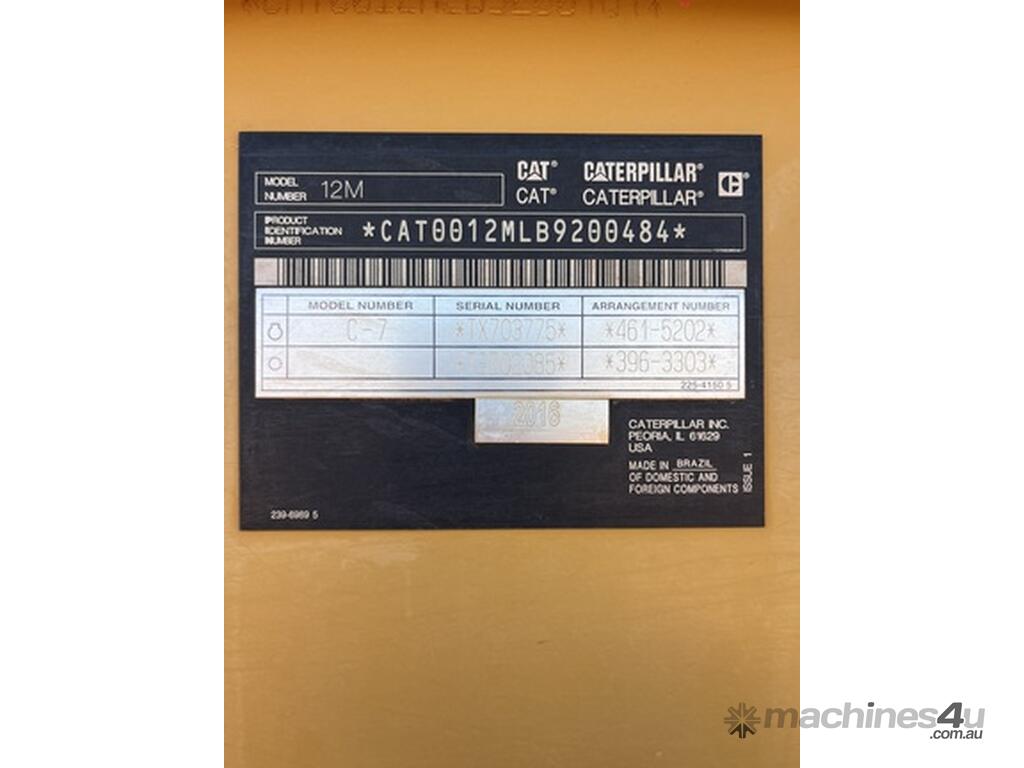 CAT® CATERPILLAR®
MODEL NUMBER 12M
CAT® CATERPILLAR®
PRODUCT IDENTIFICATION NUMBER *CAT0012MLB9200484*
MODEL NUMBER SERIAL NUMBER ARRANGEMENT NUMBER
C-7 *TX703775* *461-5202*
*396-3303*
225-4150 5
2018
CATERPILLAR INC.
PEORIA, IL 61629
USA
MADE IN BRAZIL
OF DOMESTIC AND
FOREIGN COMPONENTS
ISSUE 1
239-6969 5
machines4u
.com.au